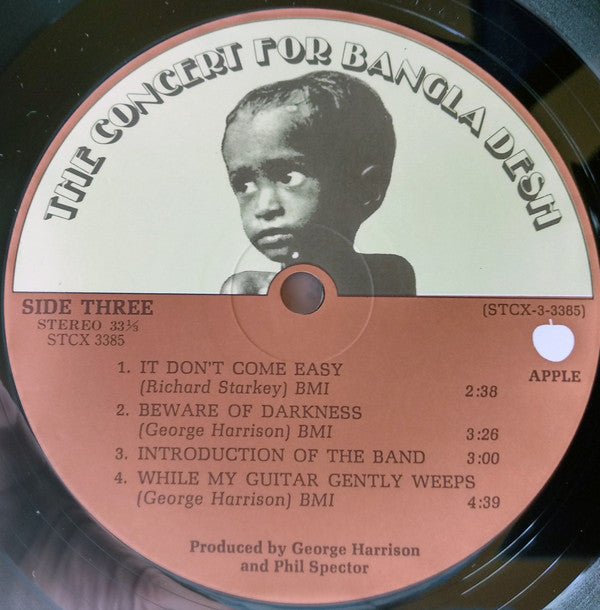 THE CONCERT FOR BANGLA DESH
SIDE THREE
STEREO 33⅓
STCX 3385
(STCX-3-3385)
APPLE
1. IT DON'T COME EASY
(Richard Starkey) BMI 2:38
2. BEWARE OF DARKNESS
(George Harrison) BMI 3:26
3. INTRODUCTION OF THE BAND 3:00
4. WHILE MY GUITAR GENTLY WEEPS
(George Harrison) BMI 4:39
Produced by George Harrison
and Phil Spector